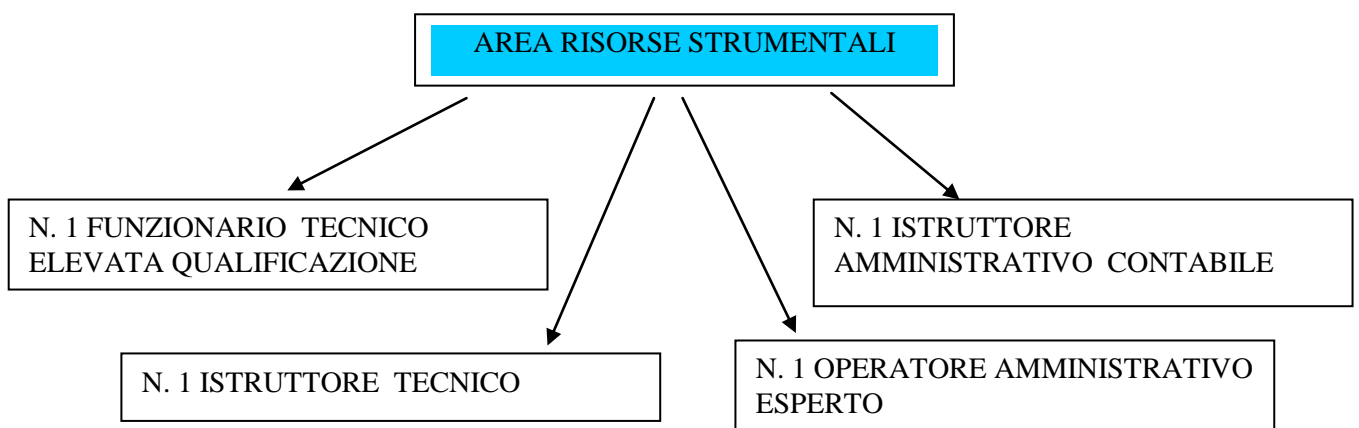 AREA RISORSE STRUMENTALI
N. 1 FUNZIONARIO TECNICO
ELEVATA QUALIFICAZIONE
N. 1 ISTRUTTORE
AMMINISTRATIVO CONTABILE
N. 1 ISTRUTTORE TECNICO
N. 1 OPERATORE AMMINISTRATIVO
ESPERTO